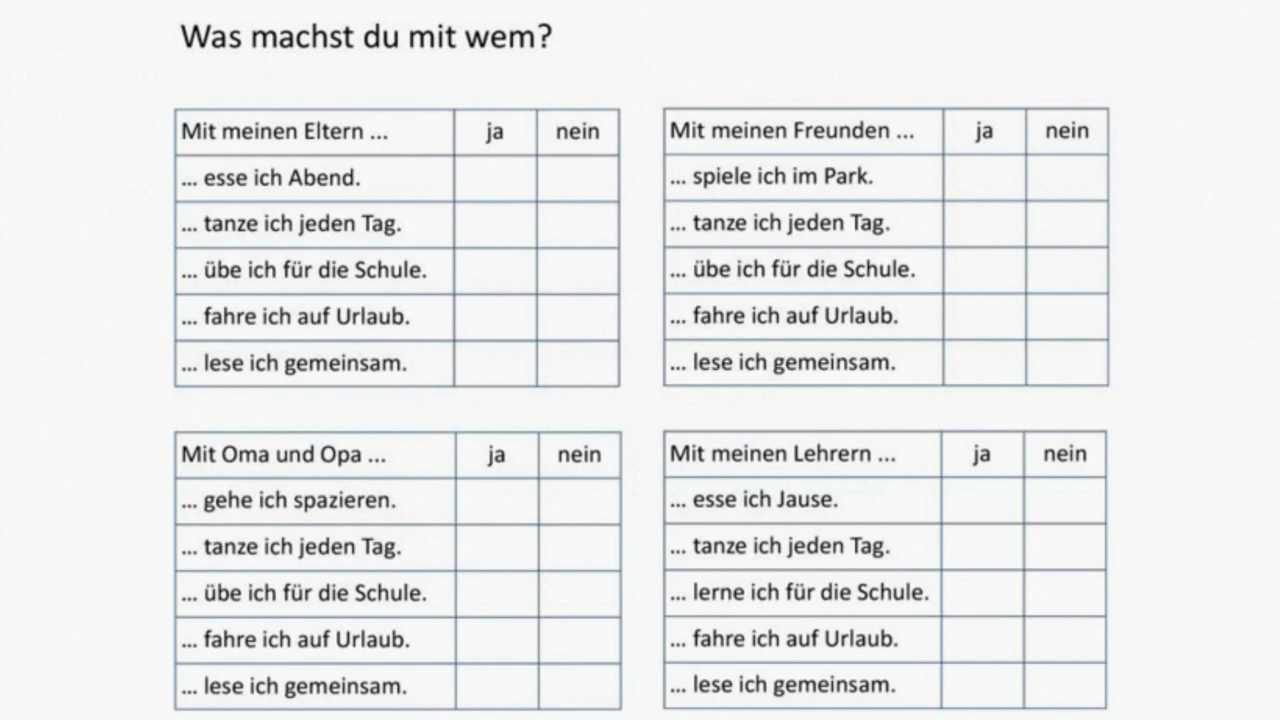 Was machst du mit wem?
Mit meinen Eltern ... ja nein
... esse ich Abend.
... tanze ich jeden Tag.
... übe ich für die Schule.
... fahre ich auf Urlaub.
... lese ich gemeinsam.
Mit meinen Freunden ... ja nein
... spiele ich im Park.
... tanze ich jeden Tag.
... übe ich für die Schule.
... fahre ich auf Urlaub.
... lese ich gemeinsam.
Mit Oma und Opa ... ja nein
... gehe ich spazieren.
... tanze ich jeden Tag.
... übe ich für die Schule.
... fahre ich auf Urlaub.
... lese ich gemeinsam.
Mit meinen Lehrern ... ja nein
... esse ich Jause.
... tanze ich jeden Tag.
... lerne ich für die Schule.
... fahre ich auf Urlaub.
... lese ich gemeinsam.